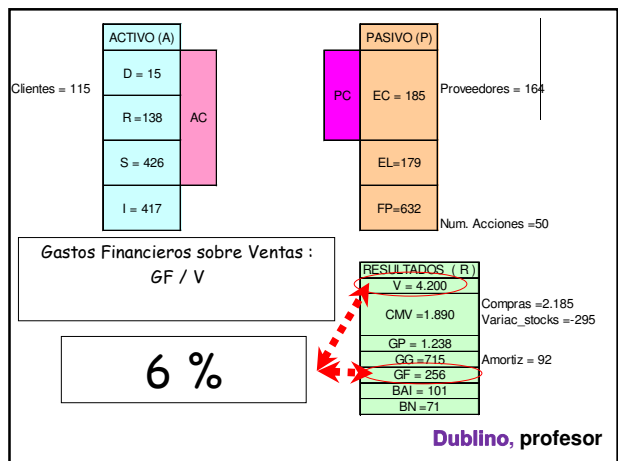 ACTIVO (A)
D = 15
Clientes = 115
R =138
AC
S = 426
I = 417
PASIVO (P)
PC
EC = 185
Proveedores = 164
EL=179
FP=632
Num. Acciones =50
Gastos Financieros sobre Ventas :
GF / V
6 %
RESULTADOS ( R )
V = 4.200
CMV =1.890
Compras =2.185
Variac_stocks =-295
GP = 1.238
GG =715
Amortiz = 92
GF = 256
BAI = 101
BN =71
Dublino, profesor